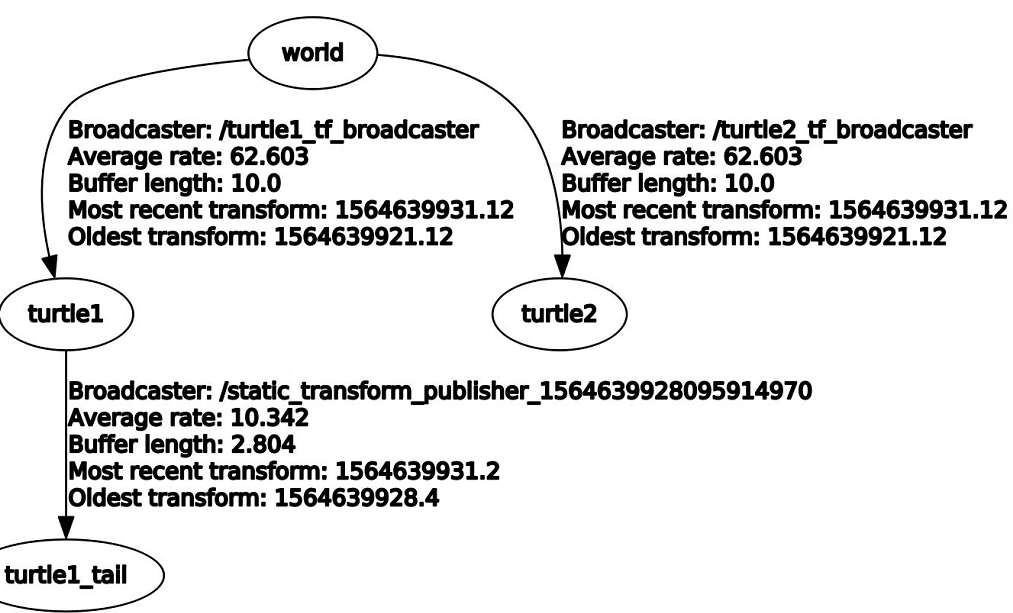 world
Broadcaster: /turtle1_tf_broadcaster
Average rate: 62.603
Buffer length: 10.0
Most recent transform: 1564639931.12
Oldest transform: 1564639921.12
Broadcaster: /turtle2_tf_broadcaster
Average rate: 62.603
Buffer length: 10.0
Most recent transform: 1564639931.12
Oldest transform: 1564639921.12
turtle1
turtle2
Broadcaster: /static_transform_publisher_1564639928095914970
Average rate: 10.342
Buffer length: 2.804
Most recent transform: 1564639931.2
Oldest transform: 1564639928.4
turtle1_tail